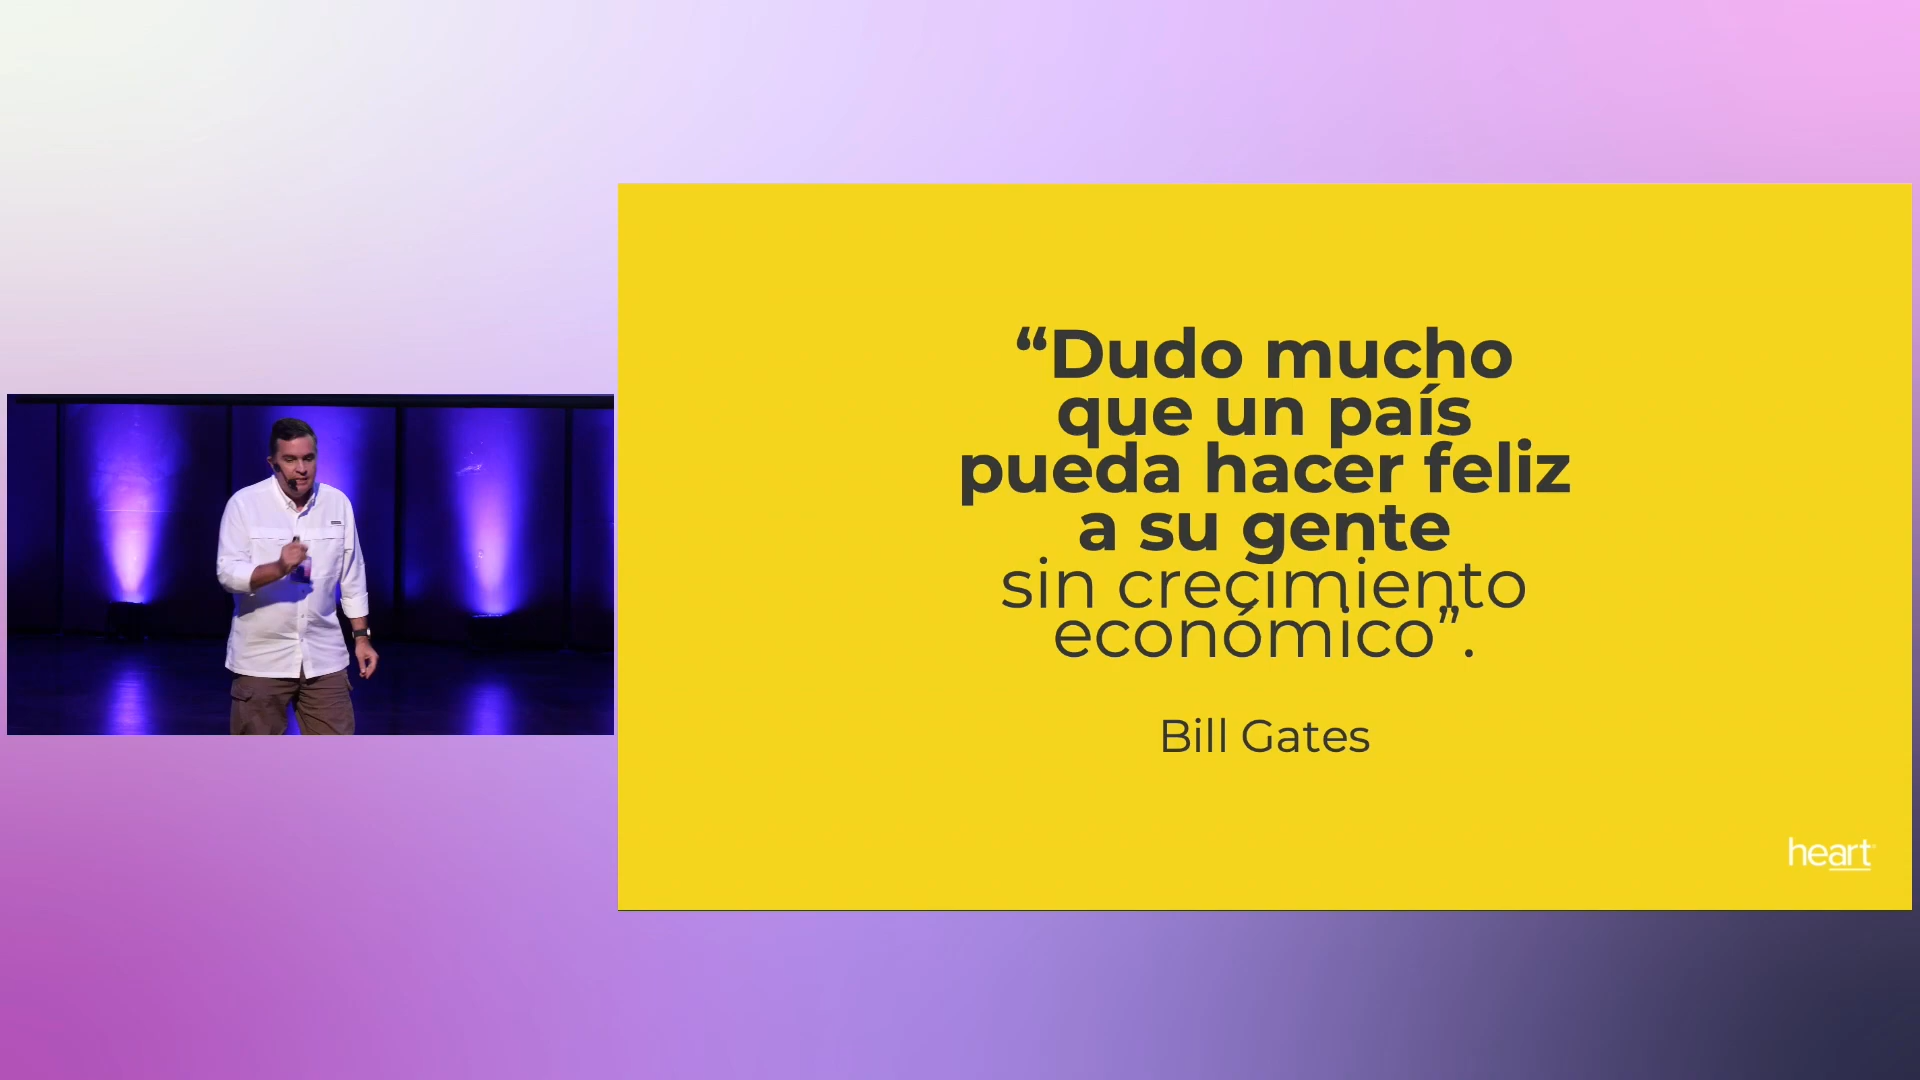 “Dudo mucho
que un país
pueda hacer feliz
a su gente
sin crecimiento
económico”.
Bill Gates
heart